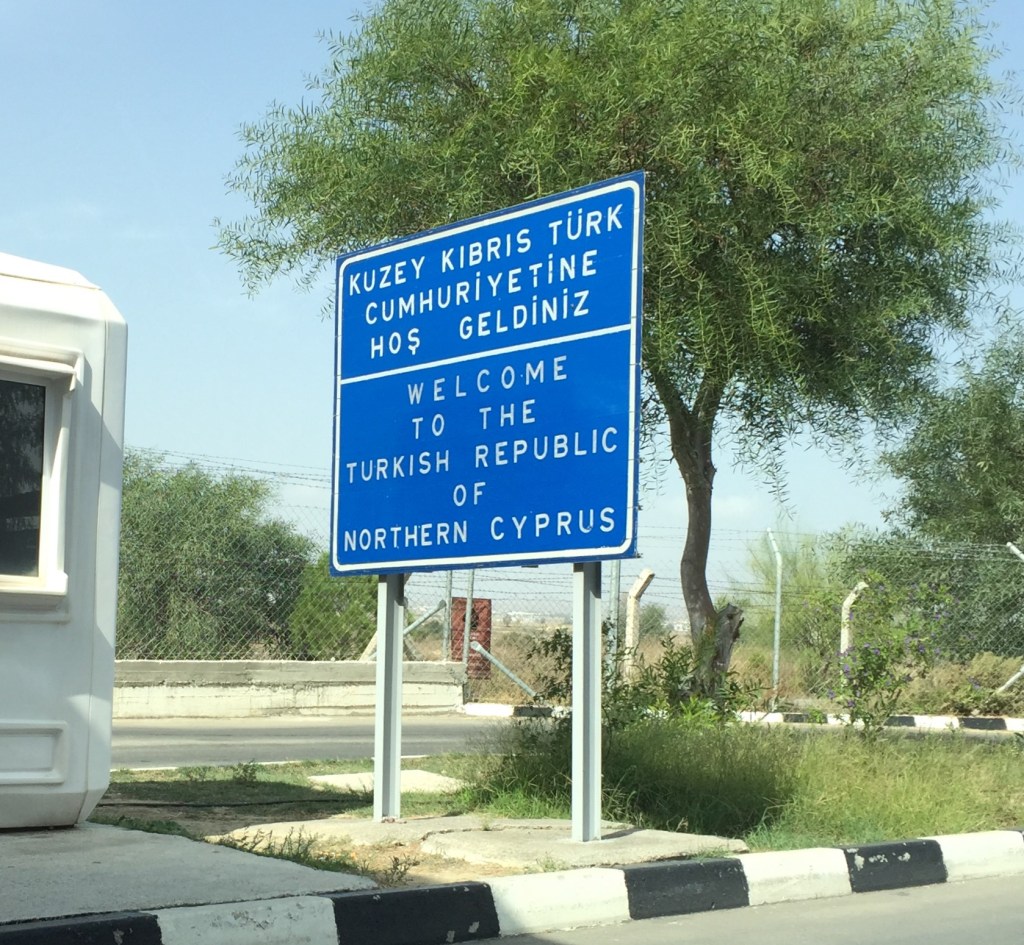 KUZEY KIBRIS TÜRK
CUMHURİYETİNE
HOŞ GELDİNİZ
WELCOME
TO THE
TURKISH REPUBLIC
OF
NORTHERN CYPRUS